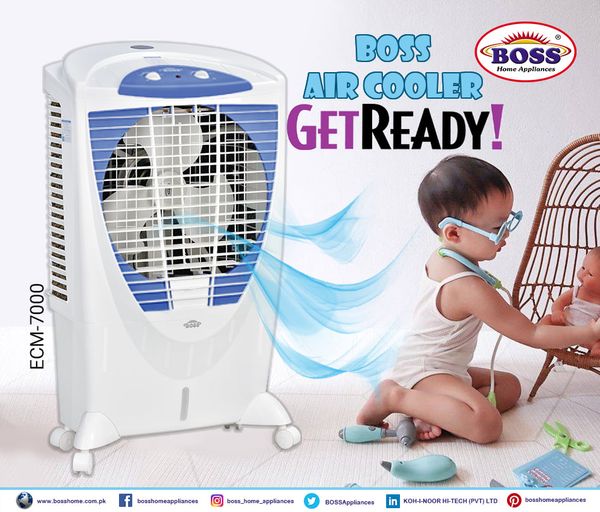 BOSS
AIR COOLER
GETREADY!
BOSS
Home Appliances
BOSS
ECM-7000
www.bosshome.com.pk
bosshomeappliances
boss_home_appliances
BOSSAppliances
KOH-I-NOOR HI-TECH (PVT) LTD
bosshomeappliances